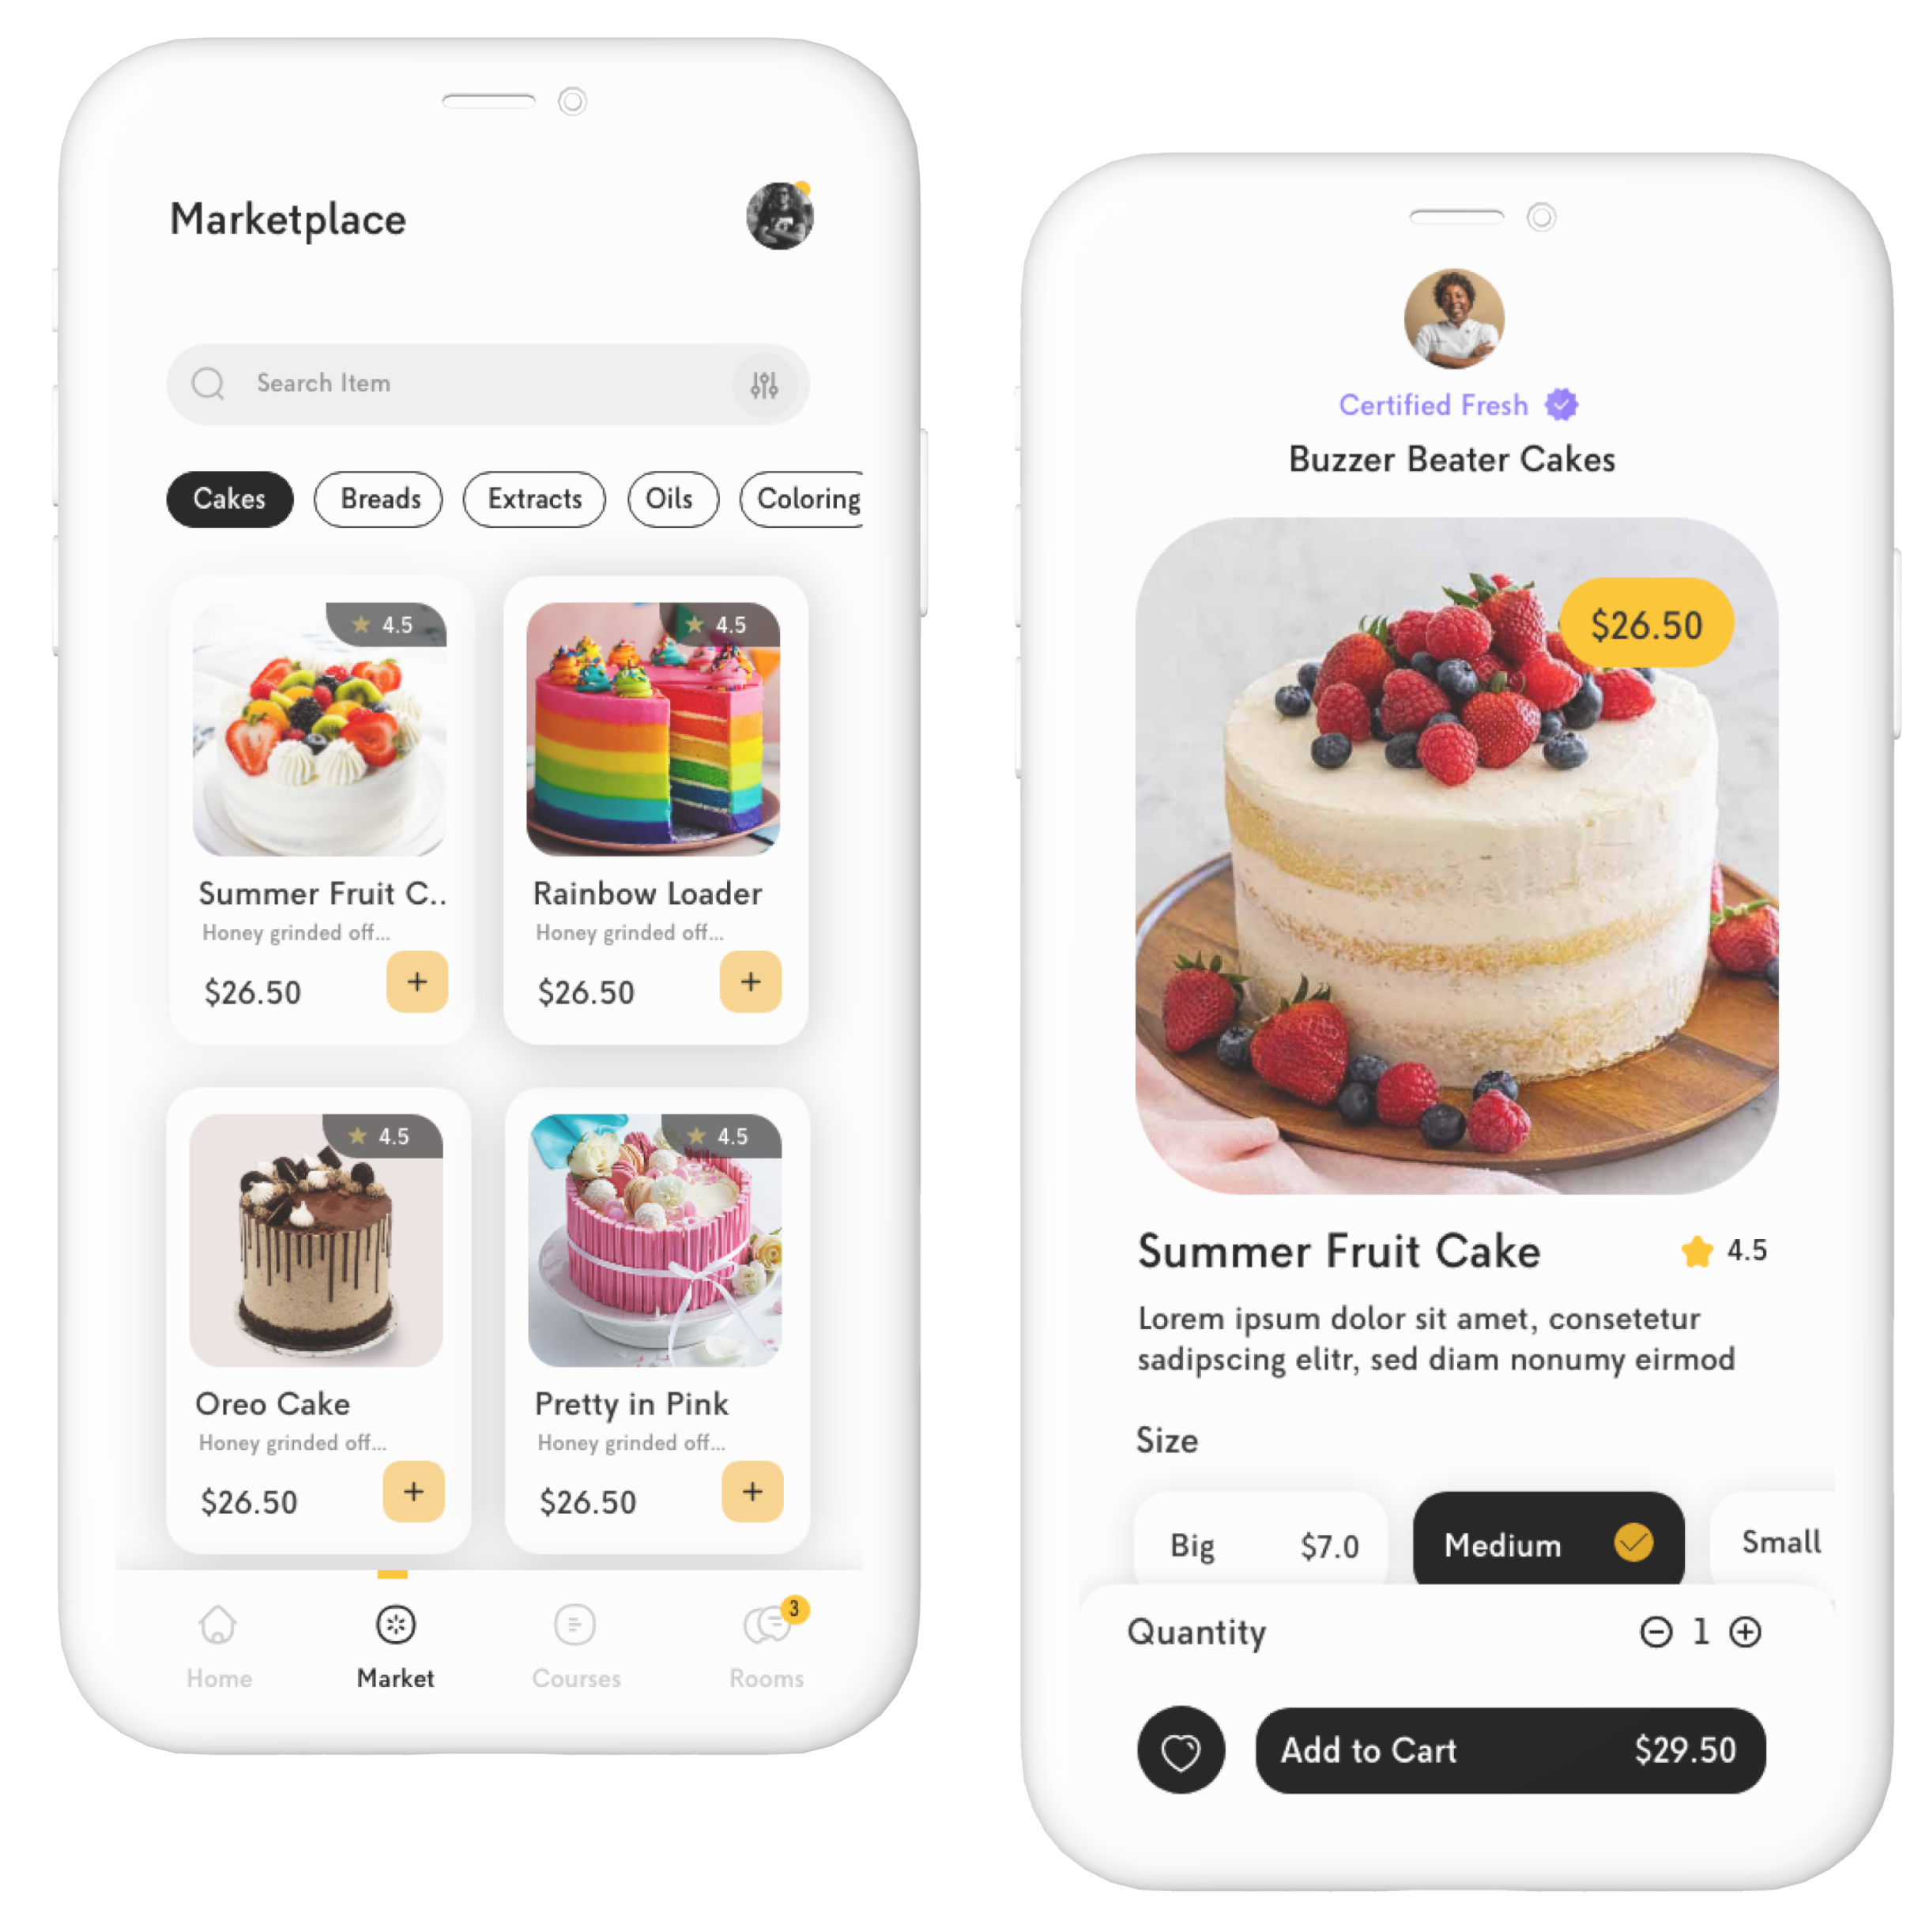 Marketplace
Search Item
Cakes
Breads
Extracts
Oils
Coloring
4.5
4.5
Summer Fruit C..
Rainbow Loader
Honey grinded off...
Honey grinded off...
$26.50
+
$26.50
+
4.5
4.5
Oreo Cake
Pretty in Pink
Honey grinded off...
Honey grinded off...
$26.50
+
$26.50
+
3
Home
Market
Courses
Rooms
Certified Fresh
Buzzer Beater Cakes
$26.50
Summer Fruit Cake
4.5
Lorem ipsum dolor sit amet, consetetur
sadipscing elitr, sed diam nonumy eirmod
Size
Big
$7.0
Medium
Small
Quantity
1
Add to Cart
$29.50